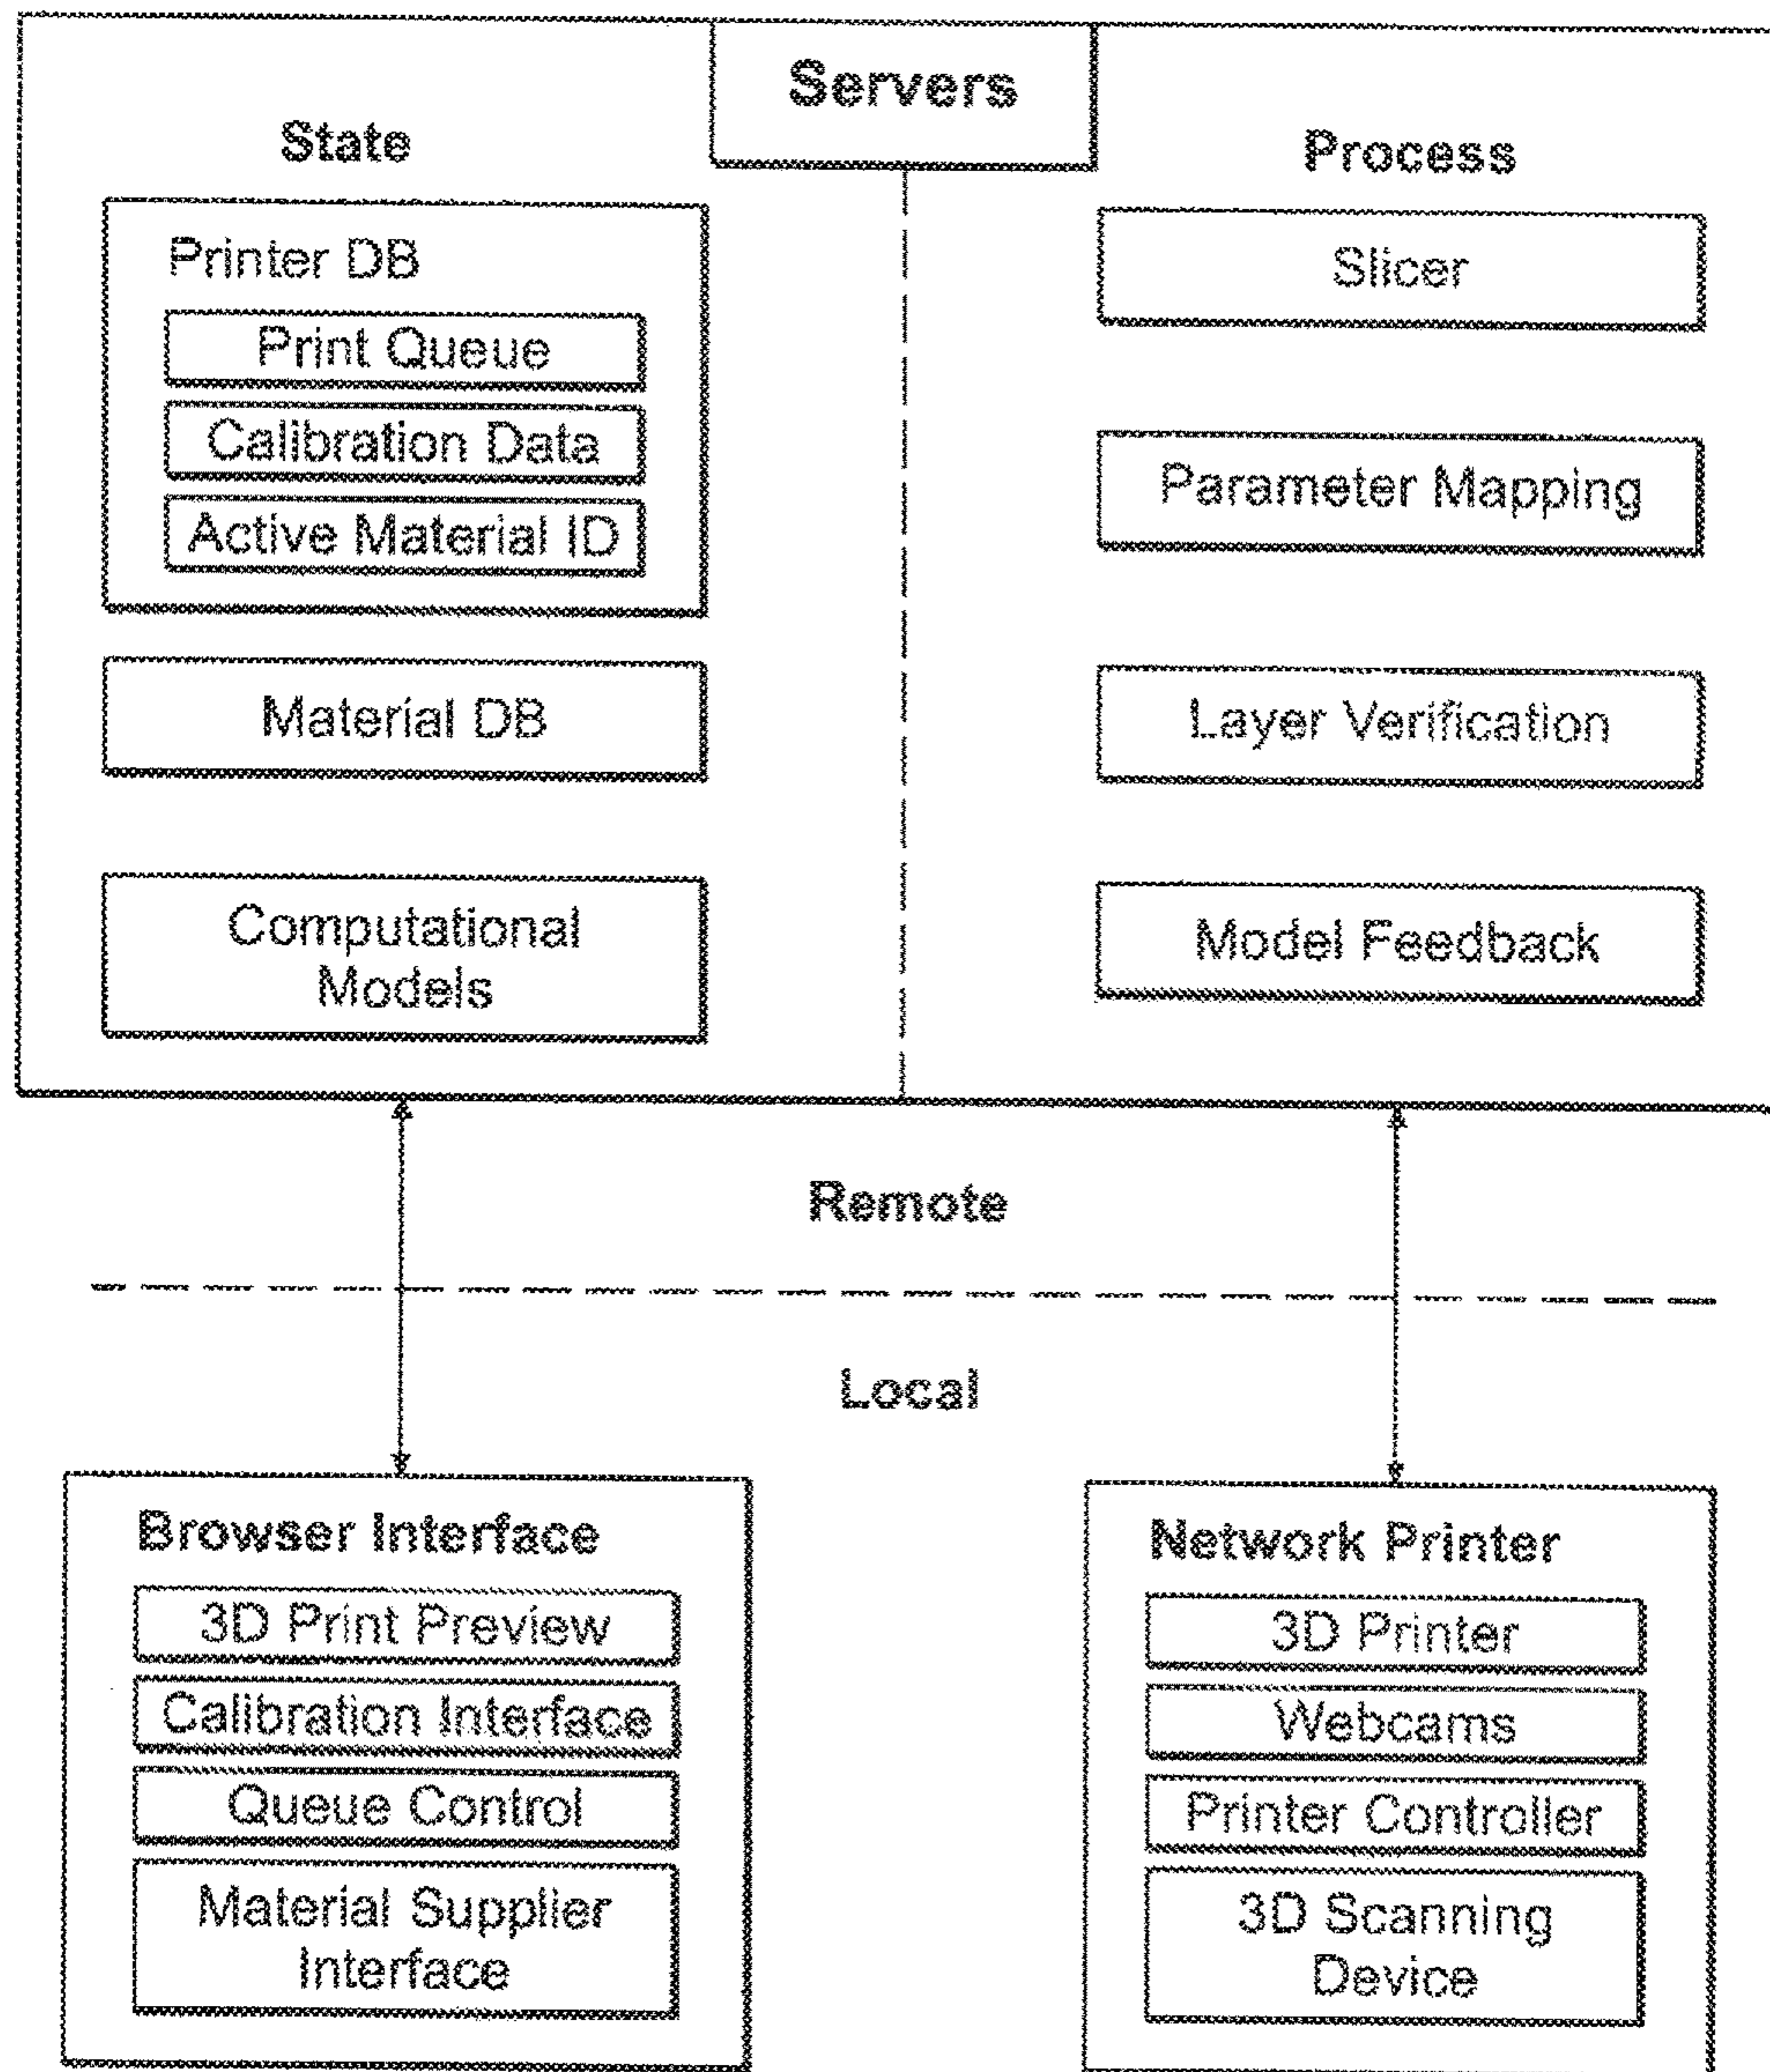 Servers
State
Printer DB
Print Queue
Calibration Data
Active Material ID
Material DB
Computational
Models
Process
Slicer
Parameter Mapping
Layer Verification
Model Feedback
Remote
Local
Browser Interface
3D Print Preview
Calibration Interface
Queue Control
Material Supplier
Interface
Network Printer
3D Printer
Webcams
Printer Controller
3D Scanning
Device